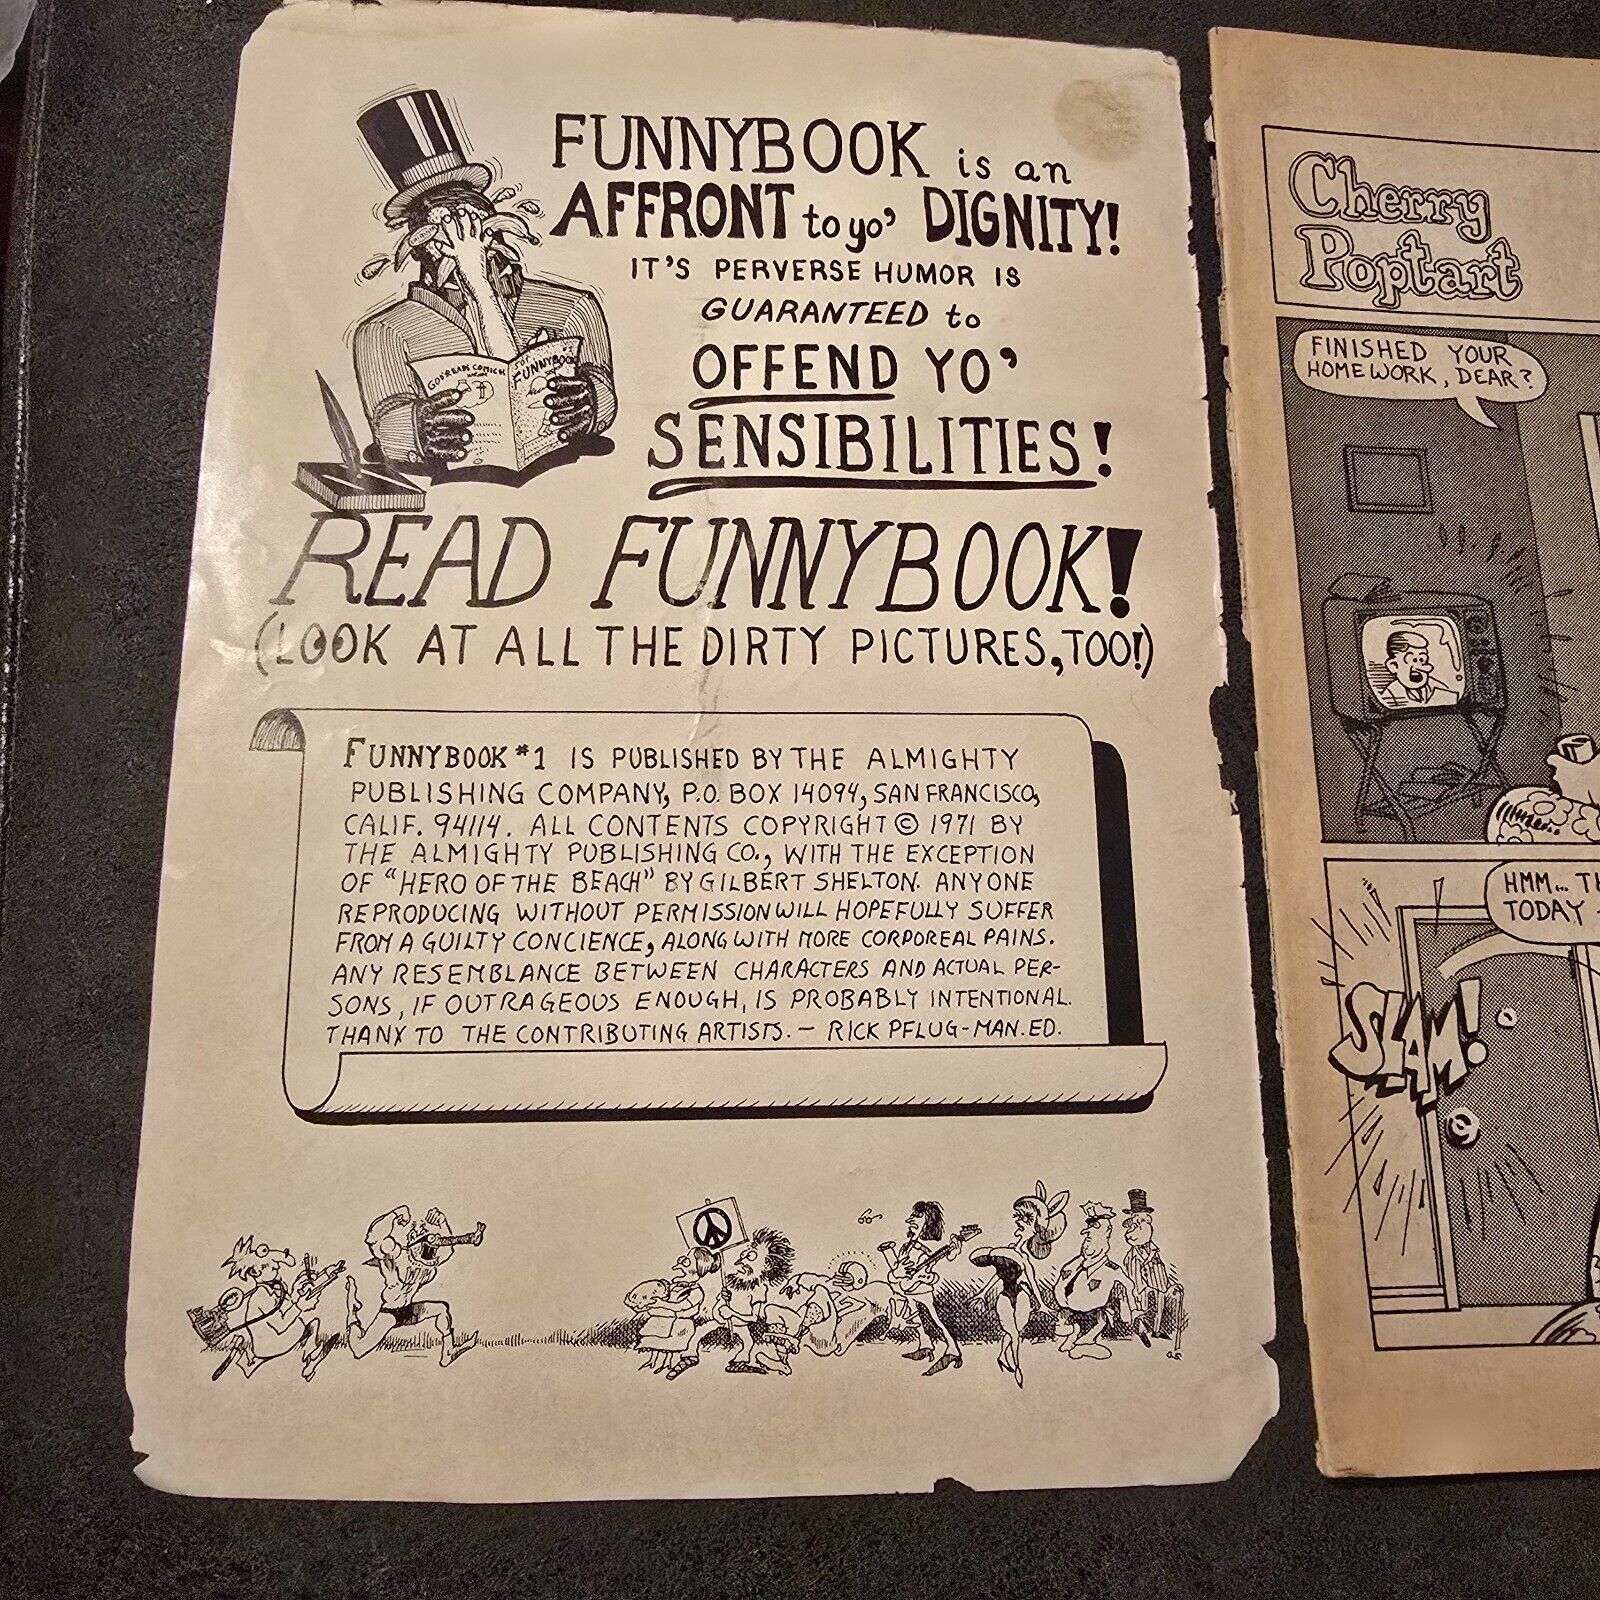 FUNNYBOOK is an
AFFRONT to yo' DIGNITY!
IT'S PERVERSE HUMOR IS
GUARANTEED to
OFFEND YO'
SENSIBILITIES!
FUNNYBOOK
READ FUNNYBOOK!
(LOOK AT ALL THE DIRTY PICTURES, TOO!)
FUNNYBOOK #1 IS PUBLISHED BY THE ALMIGHTY
PUBLISHING COMPANY, P.O. BOX 14094, SAN FRANCISCO,
CALIF. 94114. ALL CONTENTS COPYRIGHT © 1971 BY
THE ALMIGHTY PUBLISHING CO., WITH THE EXCEPTION
OF "HERO OF THE BEACH" BY GILBERT SHELTON. ANYONE
REPRODUCING WITHOUT PERMISSION WILL HOPEFULLY SUFFER
FROM A GUILTY CONCIENCE, ALONG WITH MORE CORPOREAL PAINS.
ANY RESEMBLANCE BETWEEN CHARACTERS AND ACTUAL PER-
SONS, IF OUTRAGEOUS ENOUGH, IS PROBABLY INTENTIONAL.
THANX TO THE CONTRIBUTING ARTISTS. — RICK PFLUG-MAN. ED.
Cherry
Poptart
FINISHED YOUR
HOMEWORK, DEAR?
HMM... TH
TODAY -
SLAM!